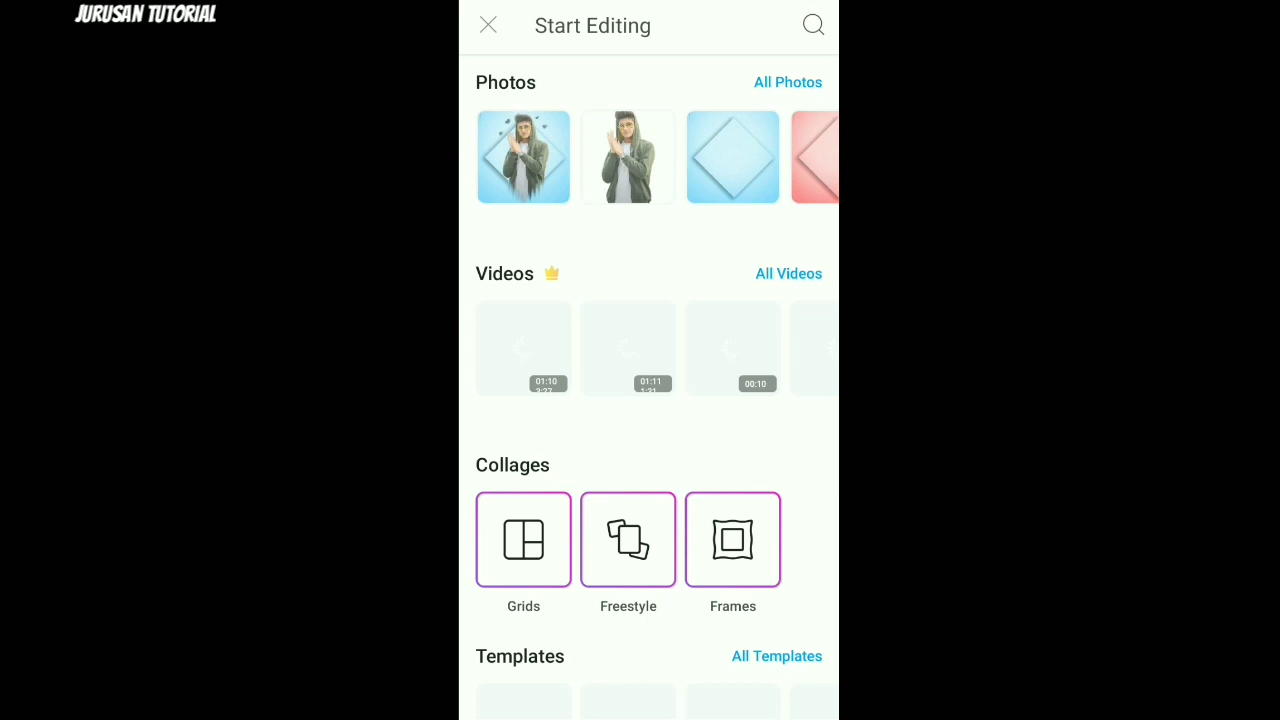 JURUSAN TUTORIAL
Start Editing
Photos
All Photos
Videos
All Videos
01:10
01:11
00:10
Collages
Grids
Freestyle
Frames
Templates
All Templates